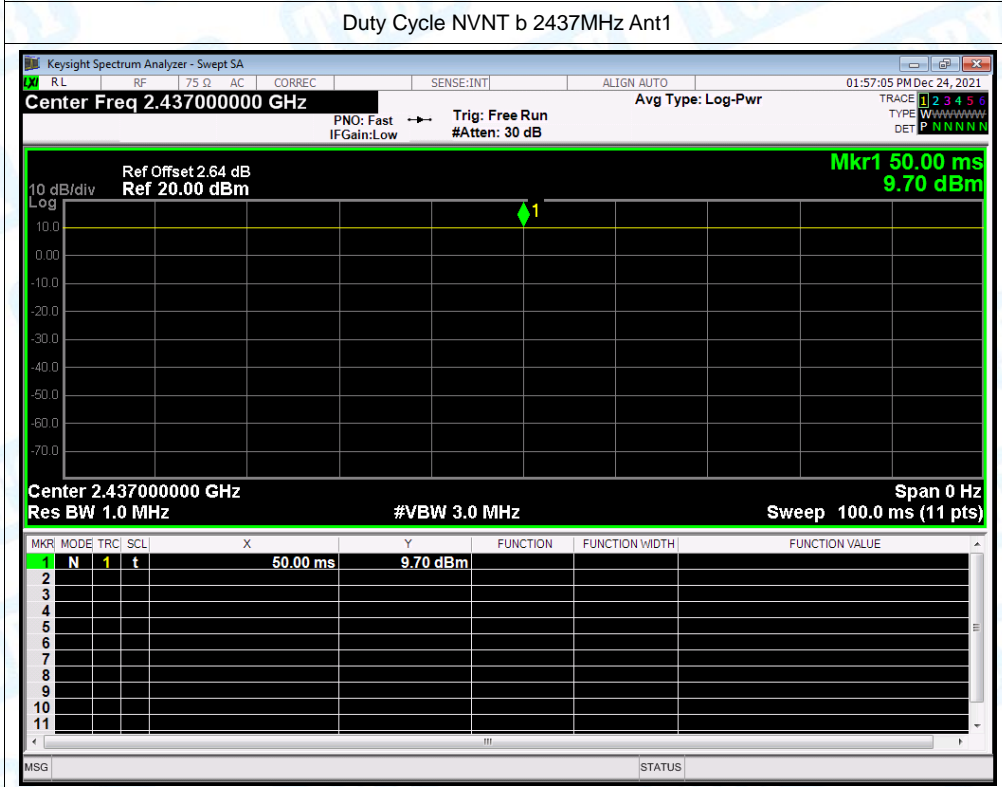 Duty Cycle NVNT b 2437MHz Ant1
Keysight Spectrum Analyzer - Swept SA
LXI RL RF 75 Ω AC CORREC SENSE:INT ALIGN AUTO 01:57:05 PM Dec 24, 2021
Center Freq 2.437000000 GHz
PNO: Fast
IFGain:Low
Trig: Free Run
#Atten: 30 dB
Avg Type: Log-Pwr
TRACE 1 2 3 4 5 6
TYPE WWWWWWW
DET P N N N N N
Mkr1 50.00 ms
9.70 dBm
Ref Offset 2.64 dB
10 dB/div Ref 20.00 dBm
Log
1
10.0
0.00
-10.0
-20.0
-30.0
-40.0
-50.0
-60.0
-70.0
Center 2.437000000 GHz Span 0 Hz
Res BW 1.0 MHz #VBW 3.0 MHz Sweep 100.0 ms (11 pts)
MKR MODE TRC SCL X Y FUNCTION FUNCTION WIDTH FUNCTION VALUE
1 N 1 t 50.00 ms 9.70 dBm
2
3
4
5
6
7
8
9
10
11
MSG STATUS